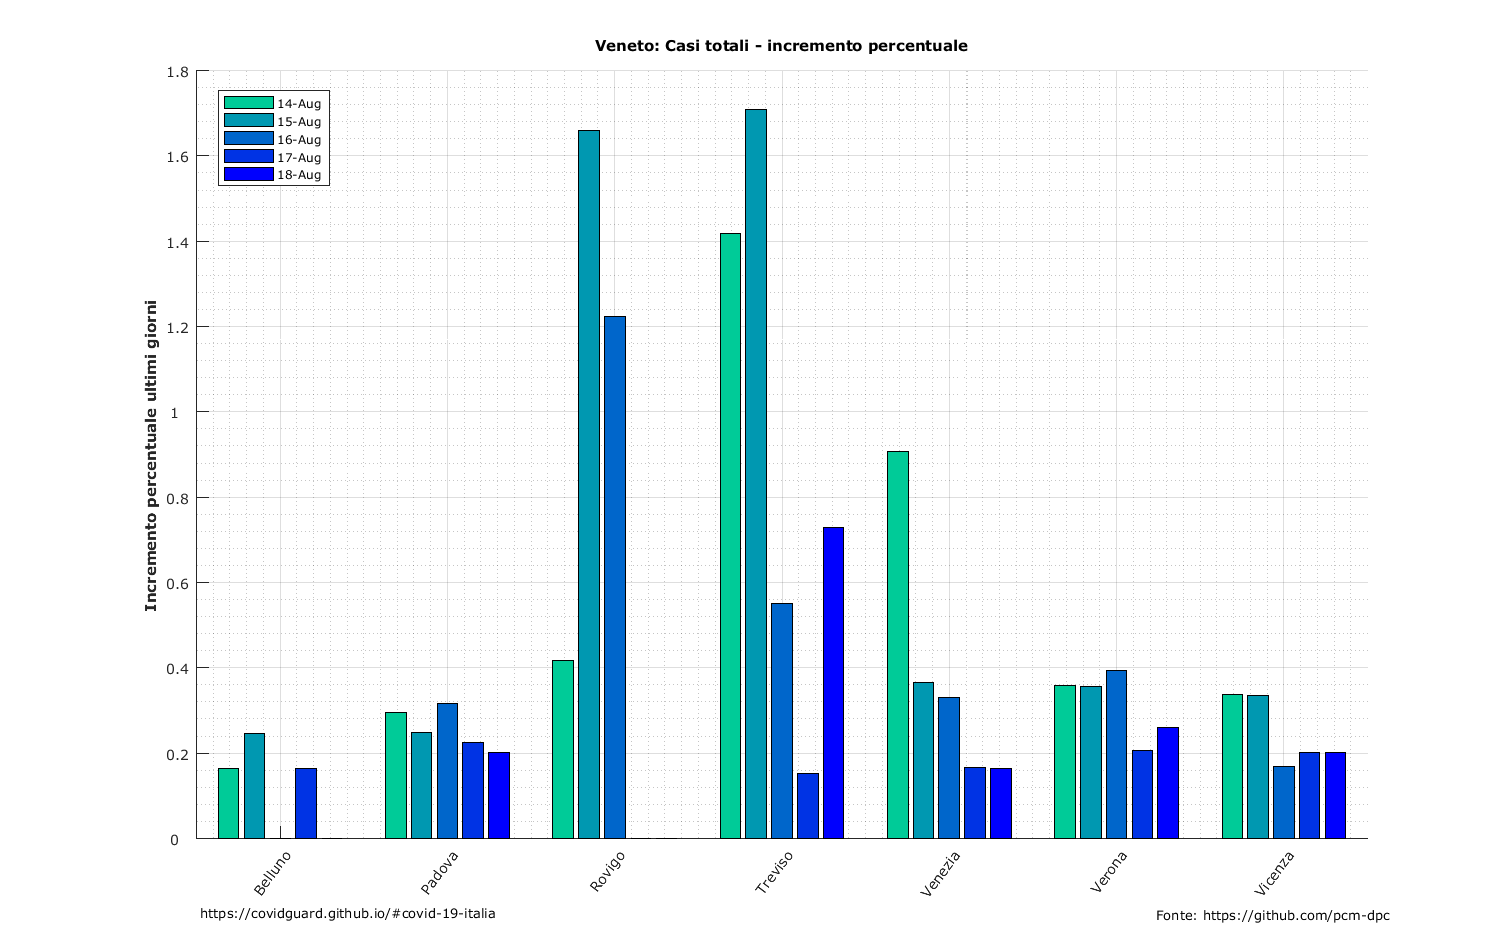 Veneto: Casi totali - incremento percentuale
1.8
1.6
1.4
1.2
1
0.8
0.6
0.4
0.2
0
Incremento percentuale ultimi giorni
14-Aug
15-Aug
16-Aug
17-Aug
18-Aug
Belluno
Padova
Rovigo
Treviso
Venezia
Verona
Vicenza
https://covidguard.github.io/#covid-19-italia
Fonte: https://github.com/pcm-dpc